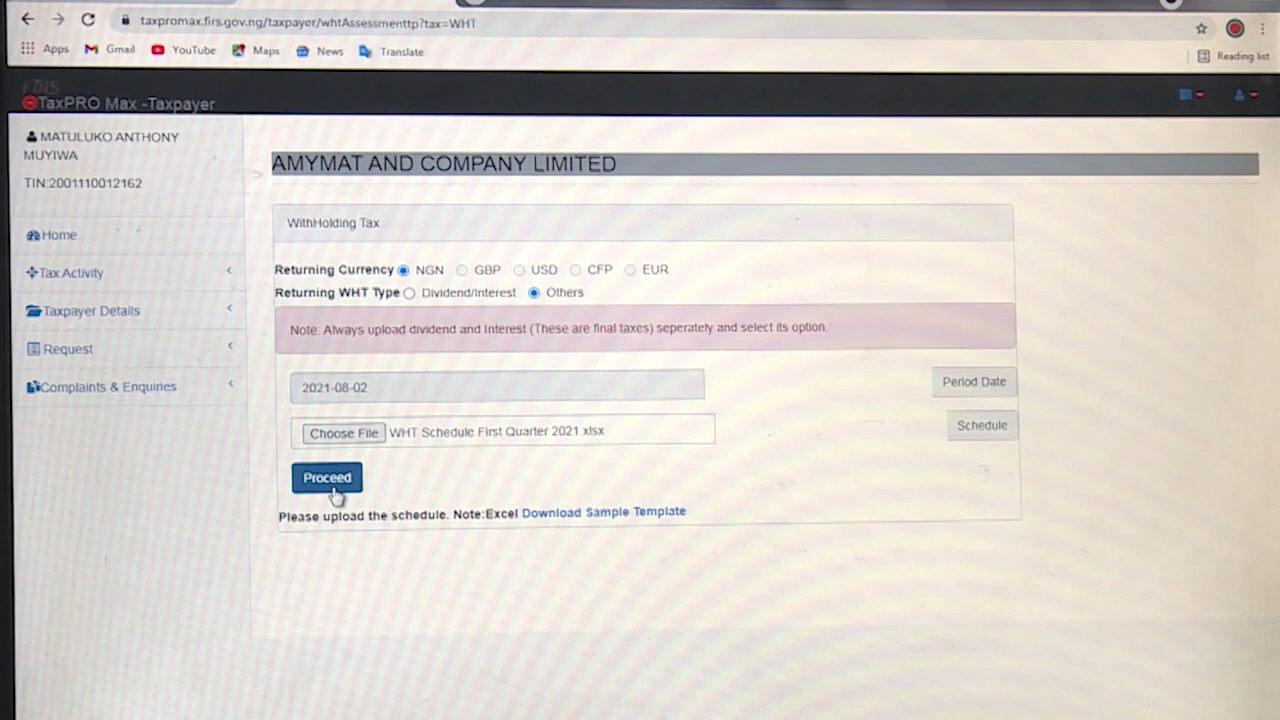 taxpromax.firs.gov.ng/taxpayer/whtAssessmenttp?tax=WHT
Apps Gmail YouTube Maps News Translate Reading list
TaxPRO Max -Taxpayer
MATULUKO ANTHONY
MUYIWA
TIN:2001110012162
Home
Tax Activity
Taxpayer Details
Request
Complaints & Enquiries
AMYMAT AND COMPANY LIMITED
WithHolding Tax
Returning Currency NGN GBP USD CFP EUR
Returning WHT Type Dividend/Interest Others
Note: Always upload dividend and Interest (These are final taxes) seperately and select its option.
2021-08-02 Period Date
Choose File WHT Schedule First Quarter 2021.xlsx Schedule
Proceed
Please upload the schedule. Note:Excel Download Sample Template